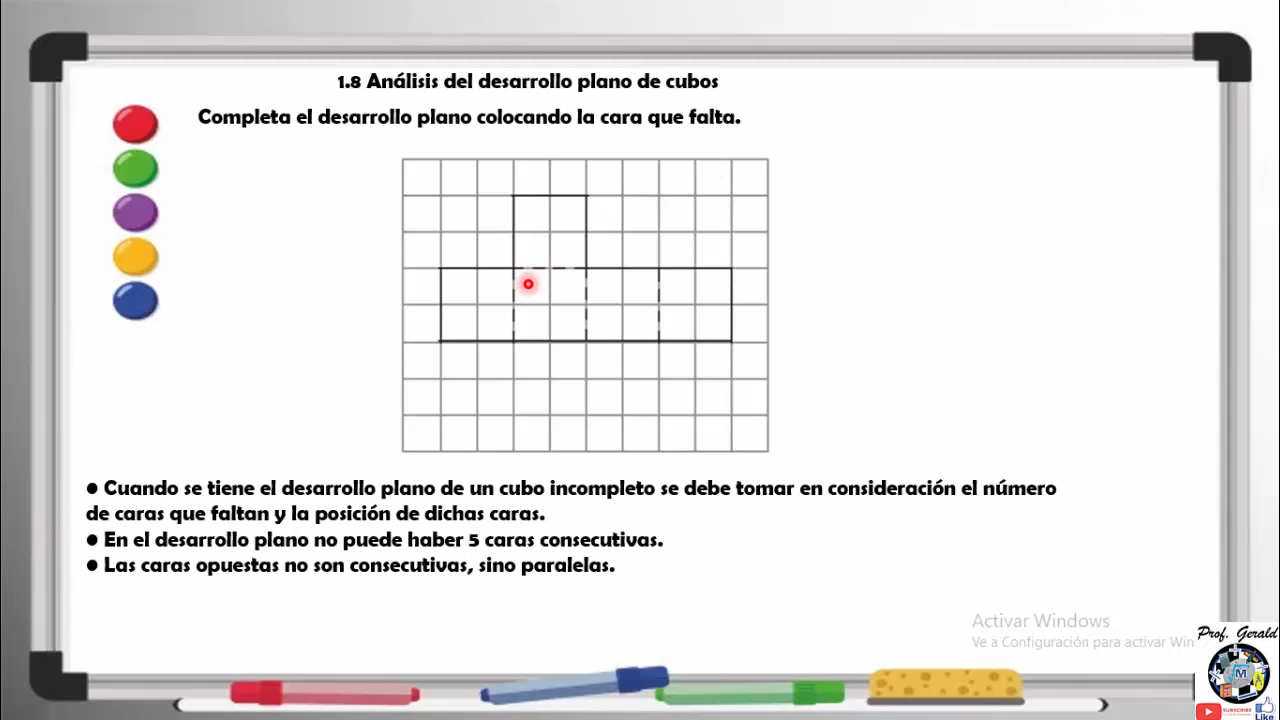 1.8 Análisis del desarrollo plano de cubos
Completa el desarrollo plano colocando la cara que falta.
● Cuando se tiene el desarrollo plano de un cubo incompleto se debe tomar en consideración el número
de caras que faltan y la posición de dichas caras.
● En el desarrollo plano no puede haber 5 caras consecutivas.
● Las caras opuestas no son consecutivas, sino paralelas.
Activar Windows
Ve a Configuración para activar Win
Prof. Gerald
M
SUBSCRIBE
Like